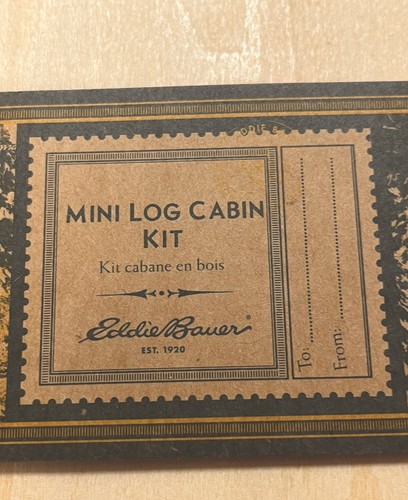 MINI LOG CABIN
KIT
Kit cabane en bois
Eddie Bauer®
EST. 1920
To:
From: